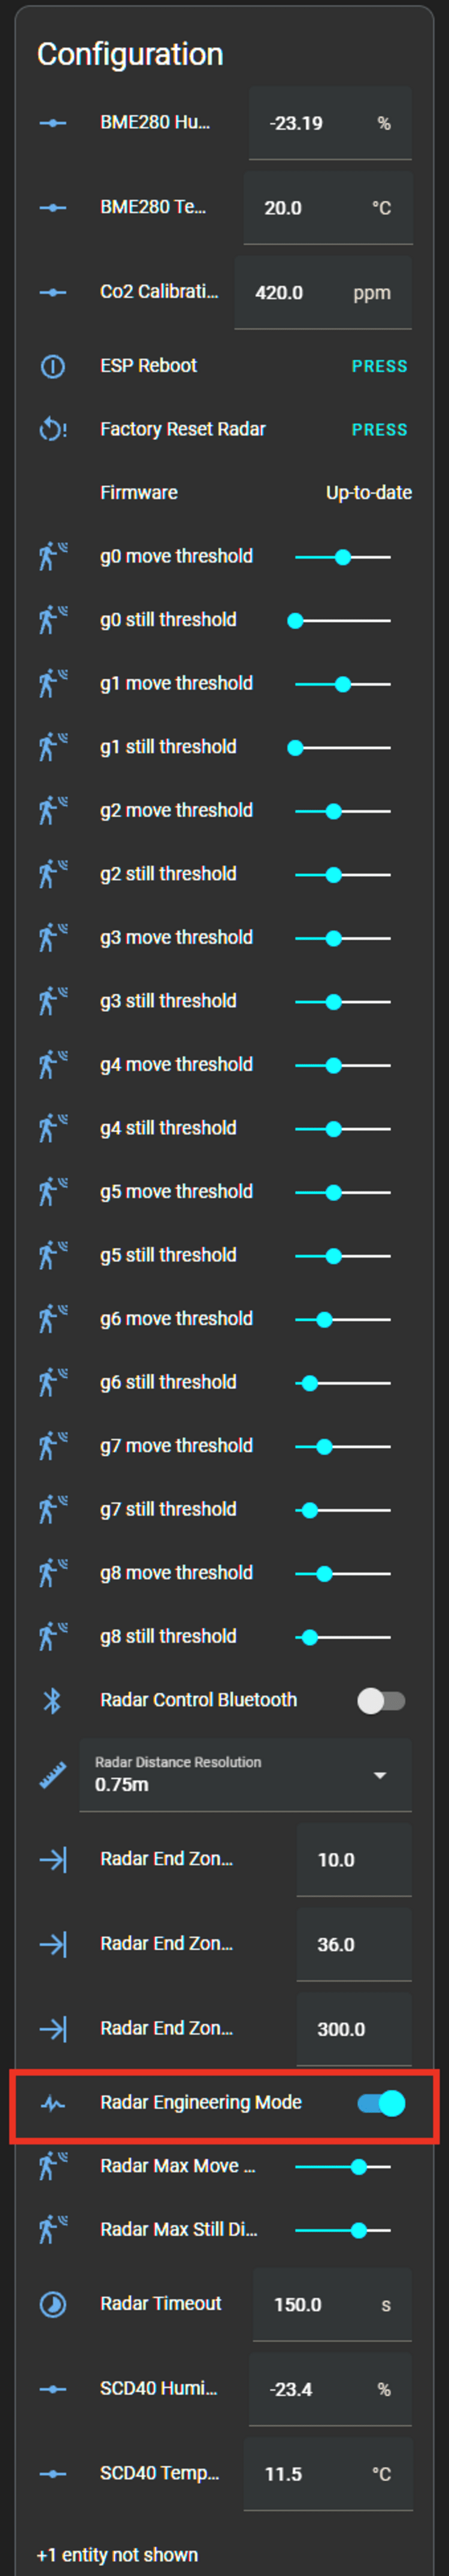 Configuration
BME280 Hu... -23.19 %
BME280 Te... 20.0 °C
Co2 Calibrati... 420.0 ppm
ESP Reboot PRESS
Factory Reset Radar PRESS
Firmware Up-to-date
g0 move threshold
g0 still threshold
g1 move threshold
g1 still threshold
g2 move threshold
g2 still threshold
g3 move threshold
g3 still threshold
g4 move threshold
g4 still threshold
g5 move threshold
g5 still threshold
g6 move threshold
g6 still threshold
g7 move threshold
g7 still threshold
g8 move threshold
g8 still threshold
Radar Control Bluetooth
Radar Distance Resolution
0.75m
Radar End Zon... 10.0
Radar End Zon... 36.0
Radar End Zon... 300.0
Radar Engineering Mode
Radar Max Move ...
Radar Max Still Di...
Radar Timeout 150.0 s
SCD40 Humi... -23.4 %
SCD40 Temp... 11.5 °C
+1 entity not shown